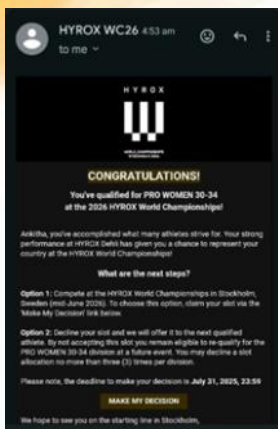 HYROX WC26 4:53 am
to me
HYROX
WORLD CHAMPIONSHIPS
CONGRATULATIONS!
You've qualified for PRO WOMEN 30-34
at the 2026 HYROX World Championships!
Ankitha, you've accomplished what many athletes strive for. Your strong
performance at HYROX Dehli has given you a chance to represent your
country at the HYROX World Championships!
What are the next steps?
Option 1: Compete at the HYROX World Championships in Stockholm,
Sweden (mid-June 2026). To choose this option, claim your slot via the
'Make My Decision' link below.
Option 2: Decline your slot and we will offer it to the next qualified
athlete. By not accepting this slot you remain eligible to re-qualify for the
PRO WOMEN 30-34 division at a future event. You may decline a slot
allocation no more than three (3) times per division.
Please note, the deadline to make your decision is July 31, 2025, 23:59
MAKE MY DECISION
We hope to see you on the starting line in Stockholm,